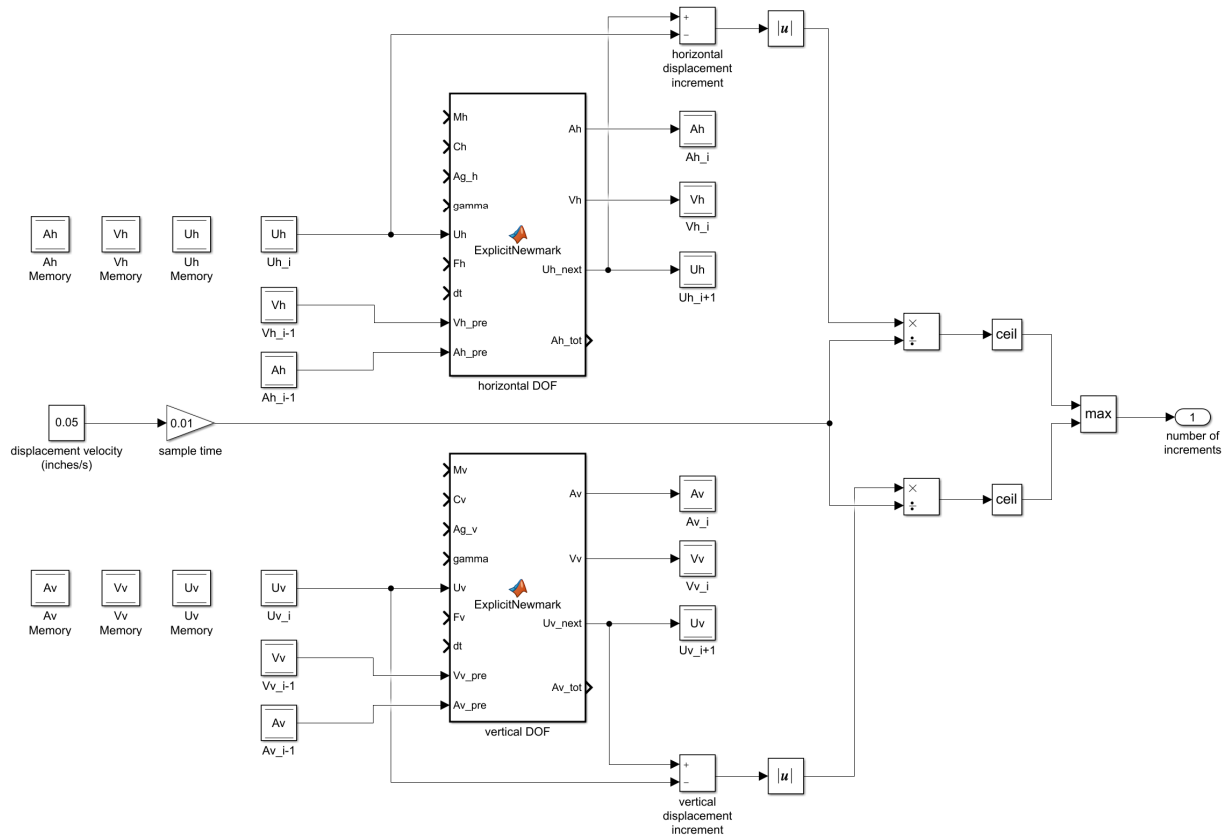 +
−
|u|
horizontal
displacement
increment
Mh
Ch
Ag_h
gamma
Uh
Fh
dt
Vh_pre
Ah_pre
ExplicitNewmark
Ah
Vh
Uh_next
Ah_tot
horizontal DOF
Ah
Ah_i
Vh
Vh_i
Uh
Uh_i+1
Ah
Ah
Memory
Vh
Vh
Memory
Uh
Uh
Memory
Uh
Uh_i
Vh
Vh_i-1
Ah
Ah_i-1
×
÷
ceil
0.05
displacement velocity
(inches/s)
0.01
sample time
max
1
number of
increments
×
÷
ceil
Mv
Cv
Ag_v
gamma
Uv
Fv
dt
Vv_pre
Av_pre
ExplicitNewmark
Av
Vv
Uv_next
Av_tot
vertical DOF
Av
Av_i
Vv
Vv_i
Uv
Uv_i+1
Av
Av
Memory
Vv
Vv
Memory
Uv
Uv
Memory
Uv
Uv_i
Vv
Vv_i-1
Av
Av_i-1
+
−
|u|
vertical
displacement
increment